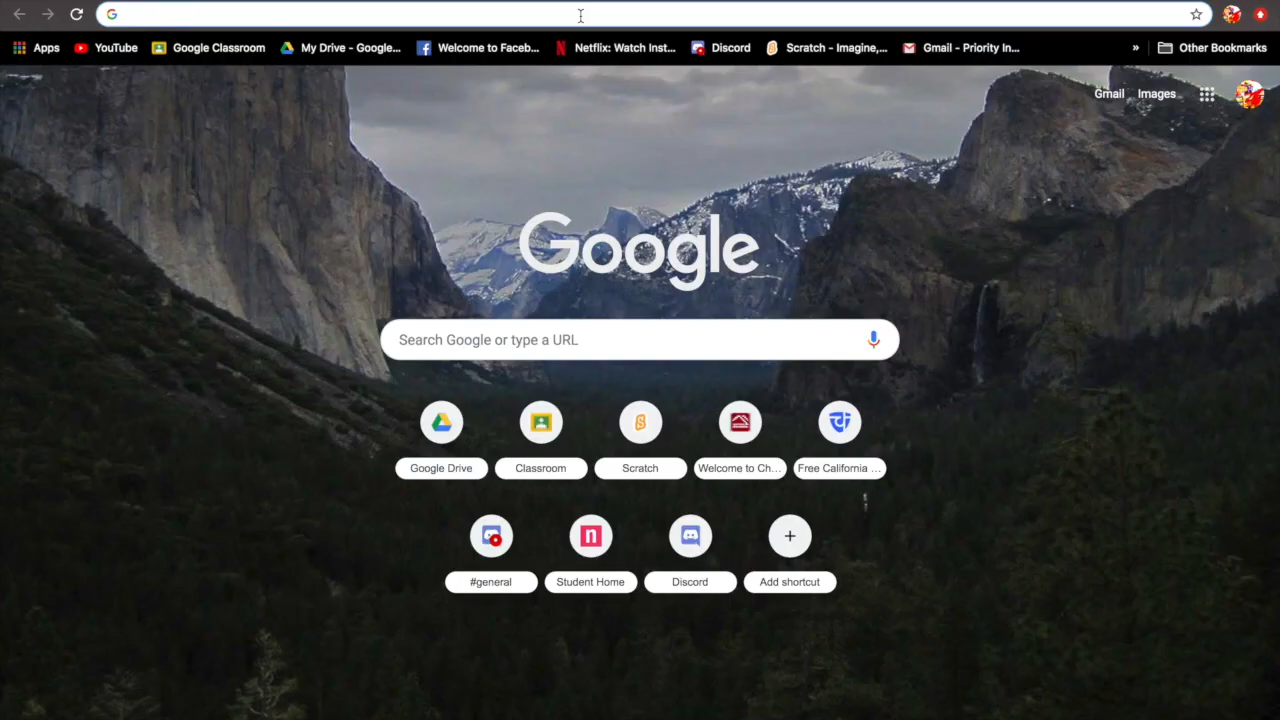 Apps YouTube Google Classroom My Drive - Google... Welcome to Faceb... Netflix: Watch Inst... Discord Scratch - Imagine,... Gmail - Priority In... » Other Bookmarks
Gmail Images
Google
Search Google or type a URL
Google Drive Classroom Scratch Welcome to Ch... Free California ...
#general Student Home Discord Add shortcut